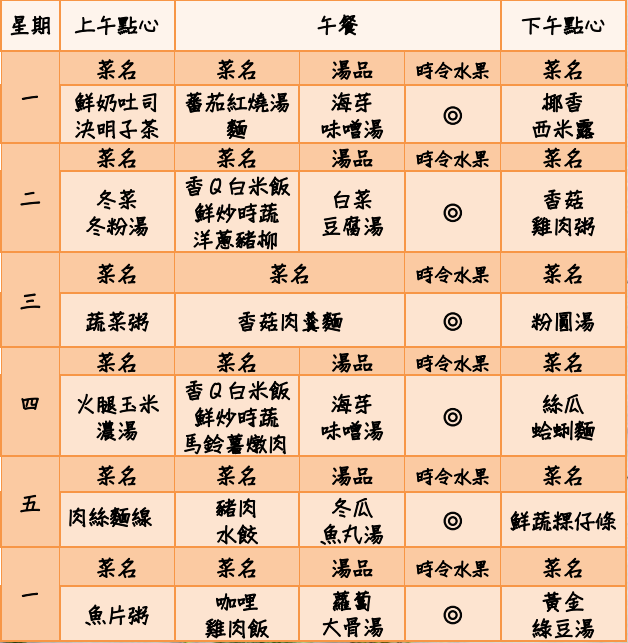 星期 上午點心 午餐 下午點心
一 菜名 菜名 湯品 時令水果 菜名
鮮奶吐司 蕃茄紅燒湯 海芽 ◎ 椰香
決明子茶 麵 味噌湯 西米露
二 菜名 菜名 湯品 時令水果 菜名
冬菜 香Q白米飯 白菜 ◎ 香菇
冬粉湯 鮮炒時蔬 豆腐湯 雞肉粥
洋蔥豬柳
三 菜名 菜名 時令水果 菜名
蔬菜粥 香菇肉羹麵 ◎ 粉圓湯
四 菜名 菜名 湯品 時令水果 菜名
火腿玉米 香Q白米飯 海芽 ◎ 絲瓜
濃湯 鮮炒時蔬 味噌湯 蛤蜊麵
馬鈴薯燉肉
五 菜名 菜名 湯品 時令水果 菜名
肉絲麵線 豬肉 冬瓜 ◎ 鮮蔬粿仔條
水餃 魚丸湯
一 菜名 菜名 湯品 時令水果 菜名
魚片粥 咖哩 蘿蔔 ◎ 黃金
雞肉飯 大骨湯 綠豆湯